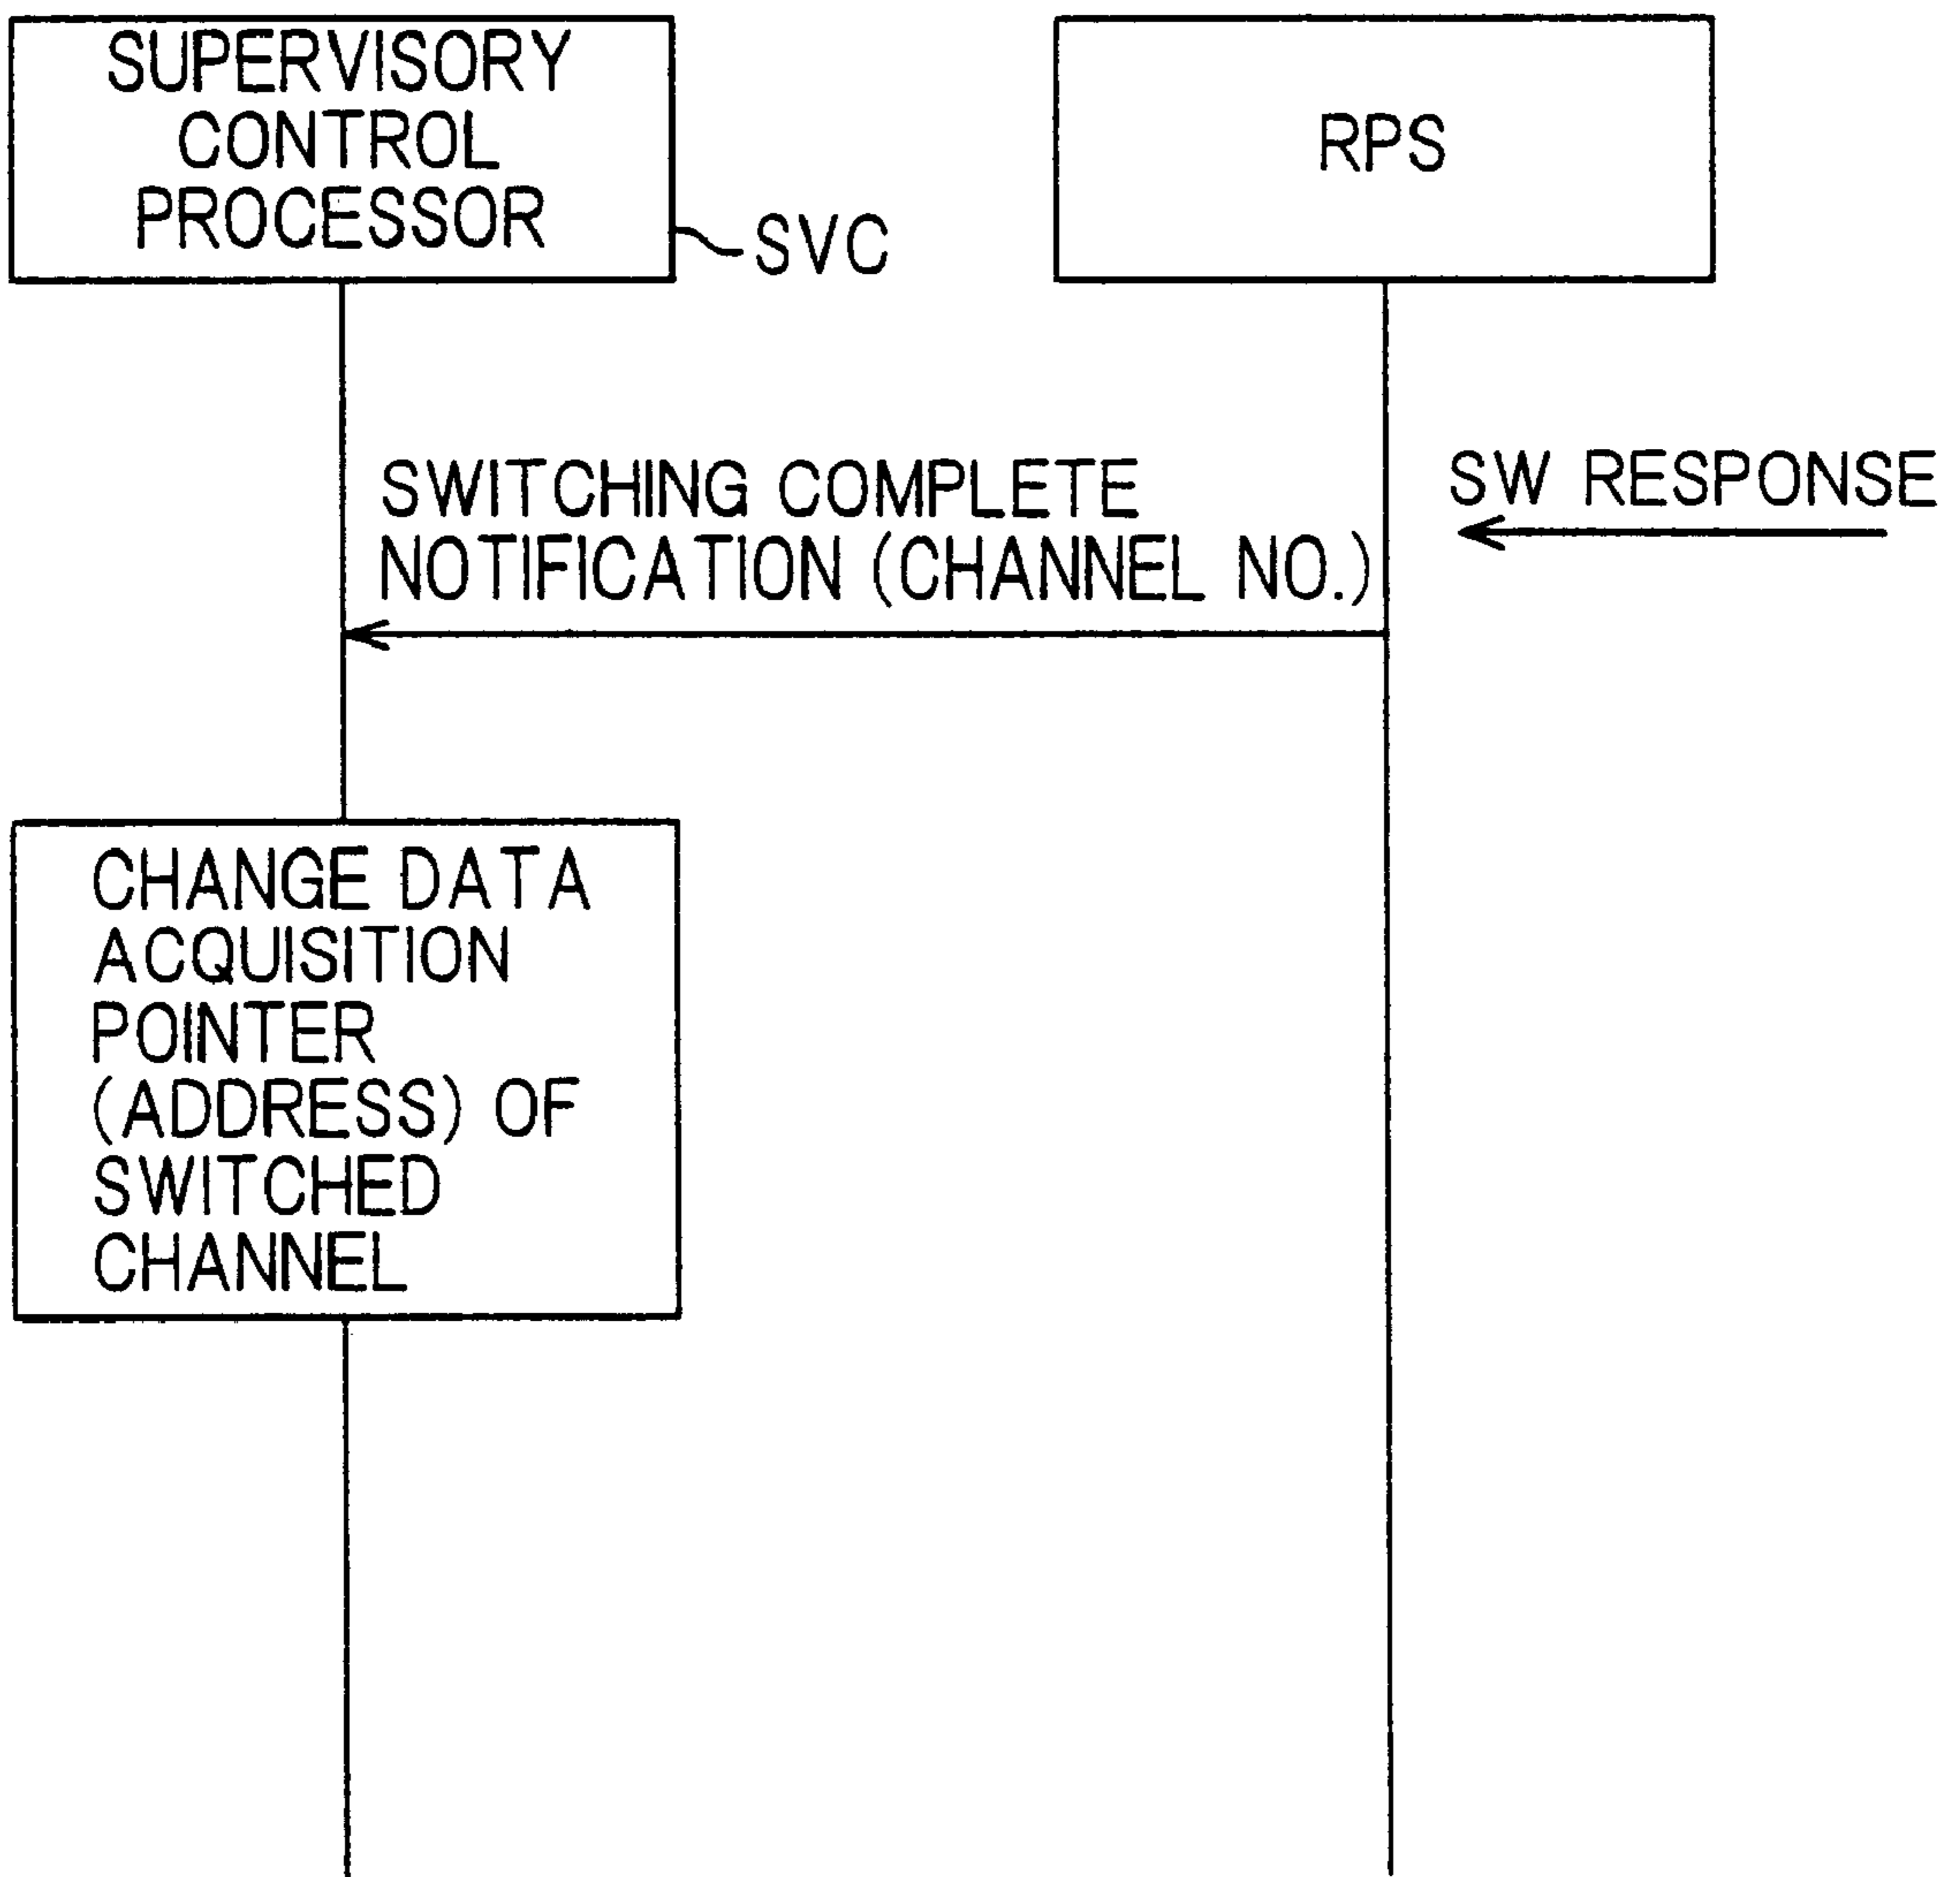 SUPERVISORY
CONTROL
PROCESSOR
SVC
RPS
SW RESPONSE
SWITCHING COMPLETE
NOTIFICATION (CHANNEL NO.)
CHANGE DATA
ACQUISITION
POINTER
(ADDRESS) OF
SWITCHED
CHANNEL